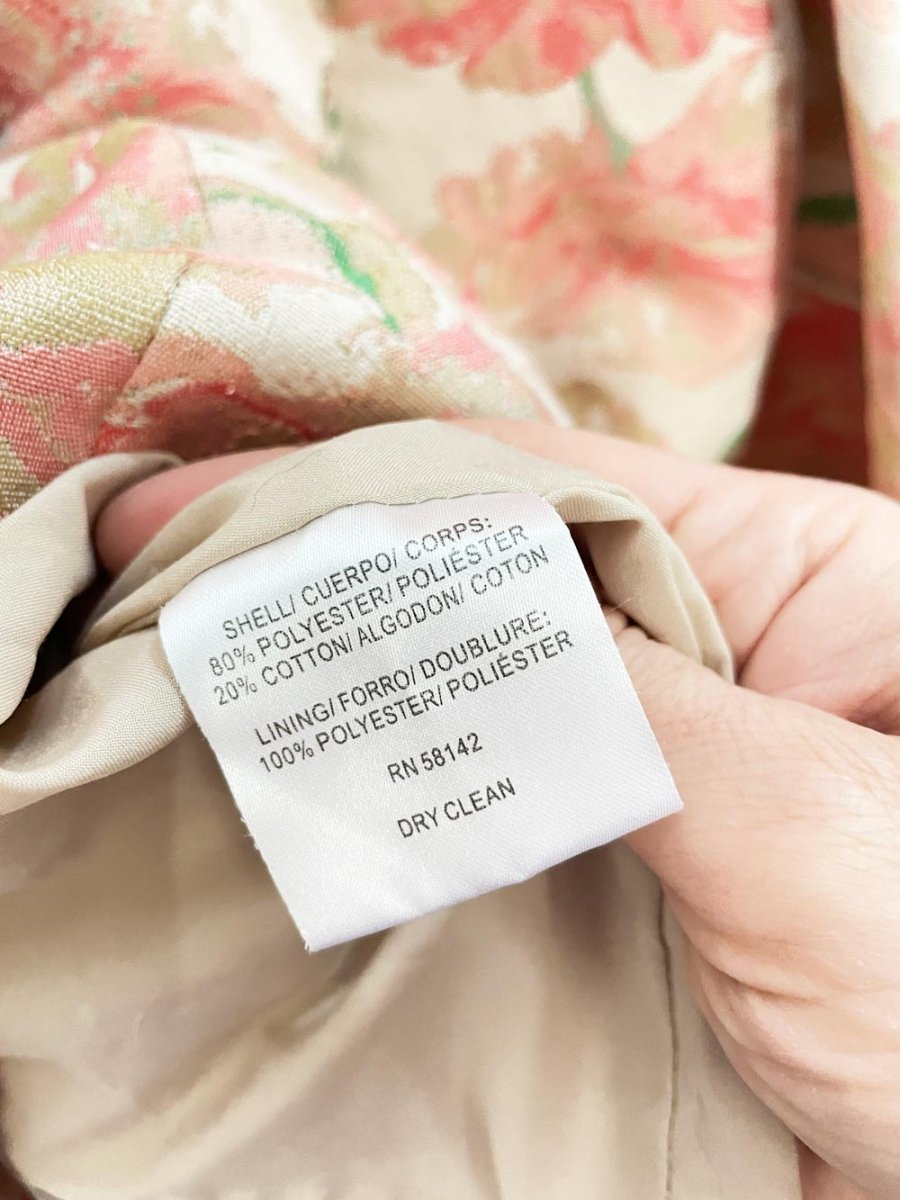 SHELL/ CUERPO/ CORPS:
80% POLYESTER/ POLIÉSTER
20% COTTON/ ALGODON/ COTON
LINING/ FORRO/ DOUBLURE:
100% POLYESTER/ POLIÉSTER
RN 58142
DRY CLEAN